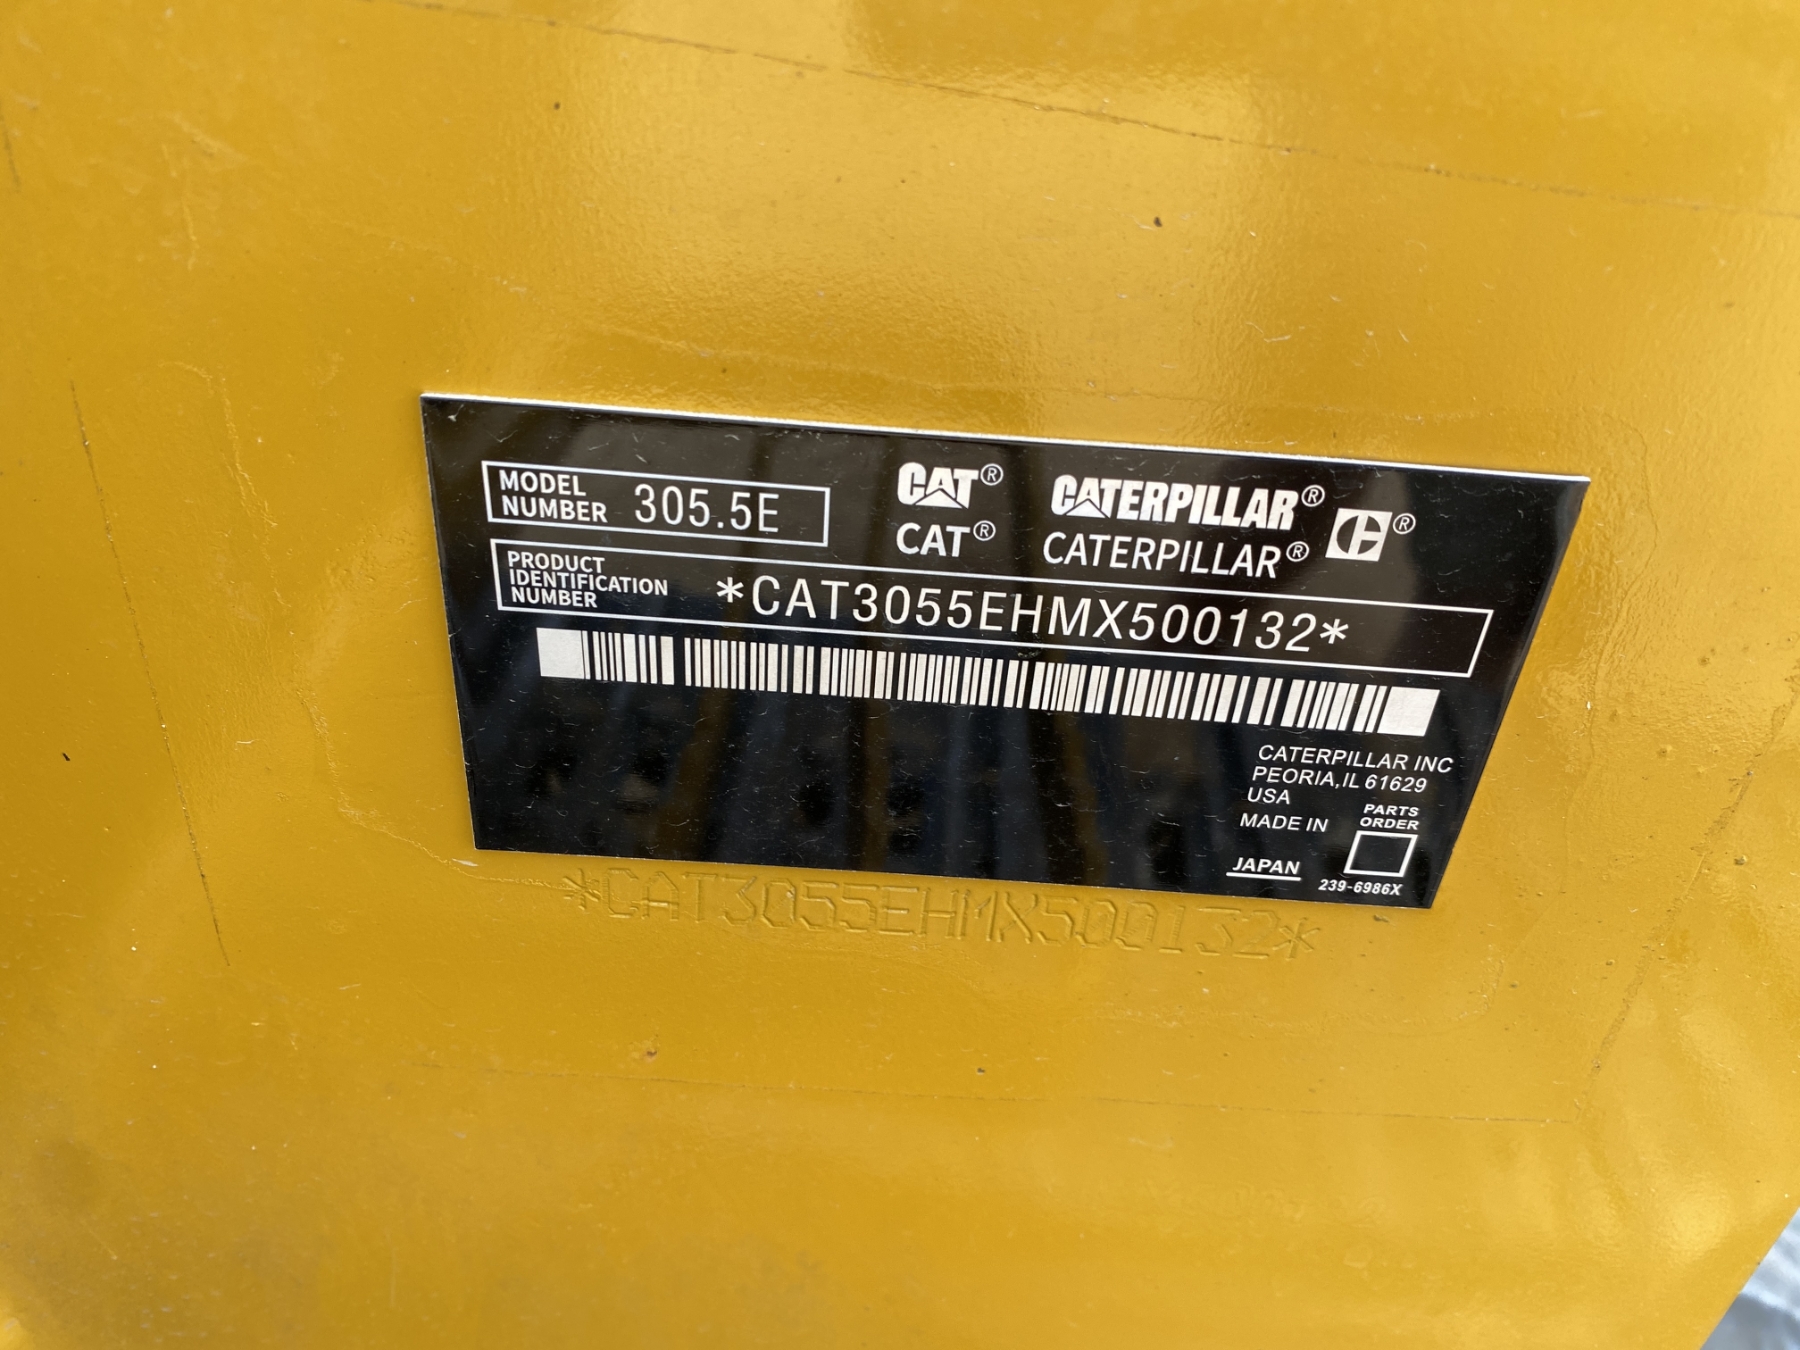 MODEL NUMBER 305.5E
CAT® CATERPILLAR® C®
CAT® CATERPILLAR®
PRODUCT
IDENTIFICATION
NUMBER
*CAT3055EHMX500132*
CATERPILLAR INC
PEORIA,IL 61629
USA
MADE IN
JAPAN
PARTS
ORDER
239-6986X
*CAT3055EHMX500132*